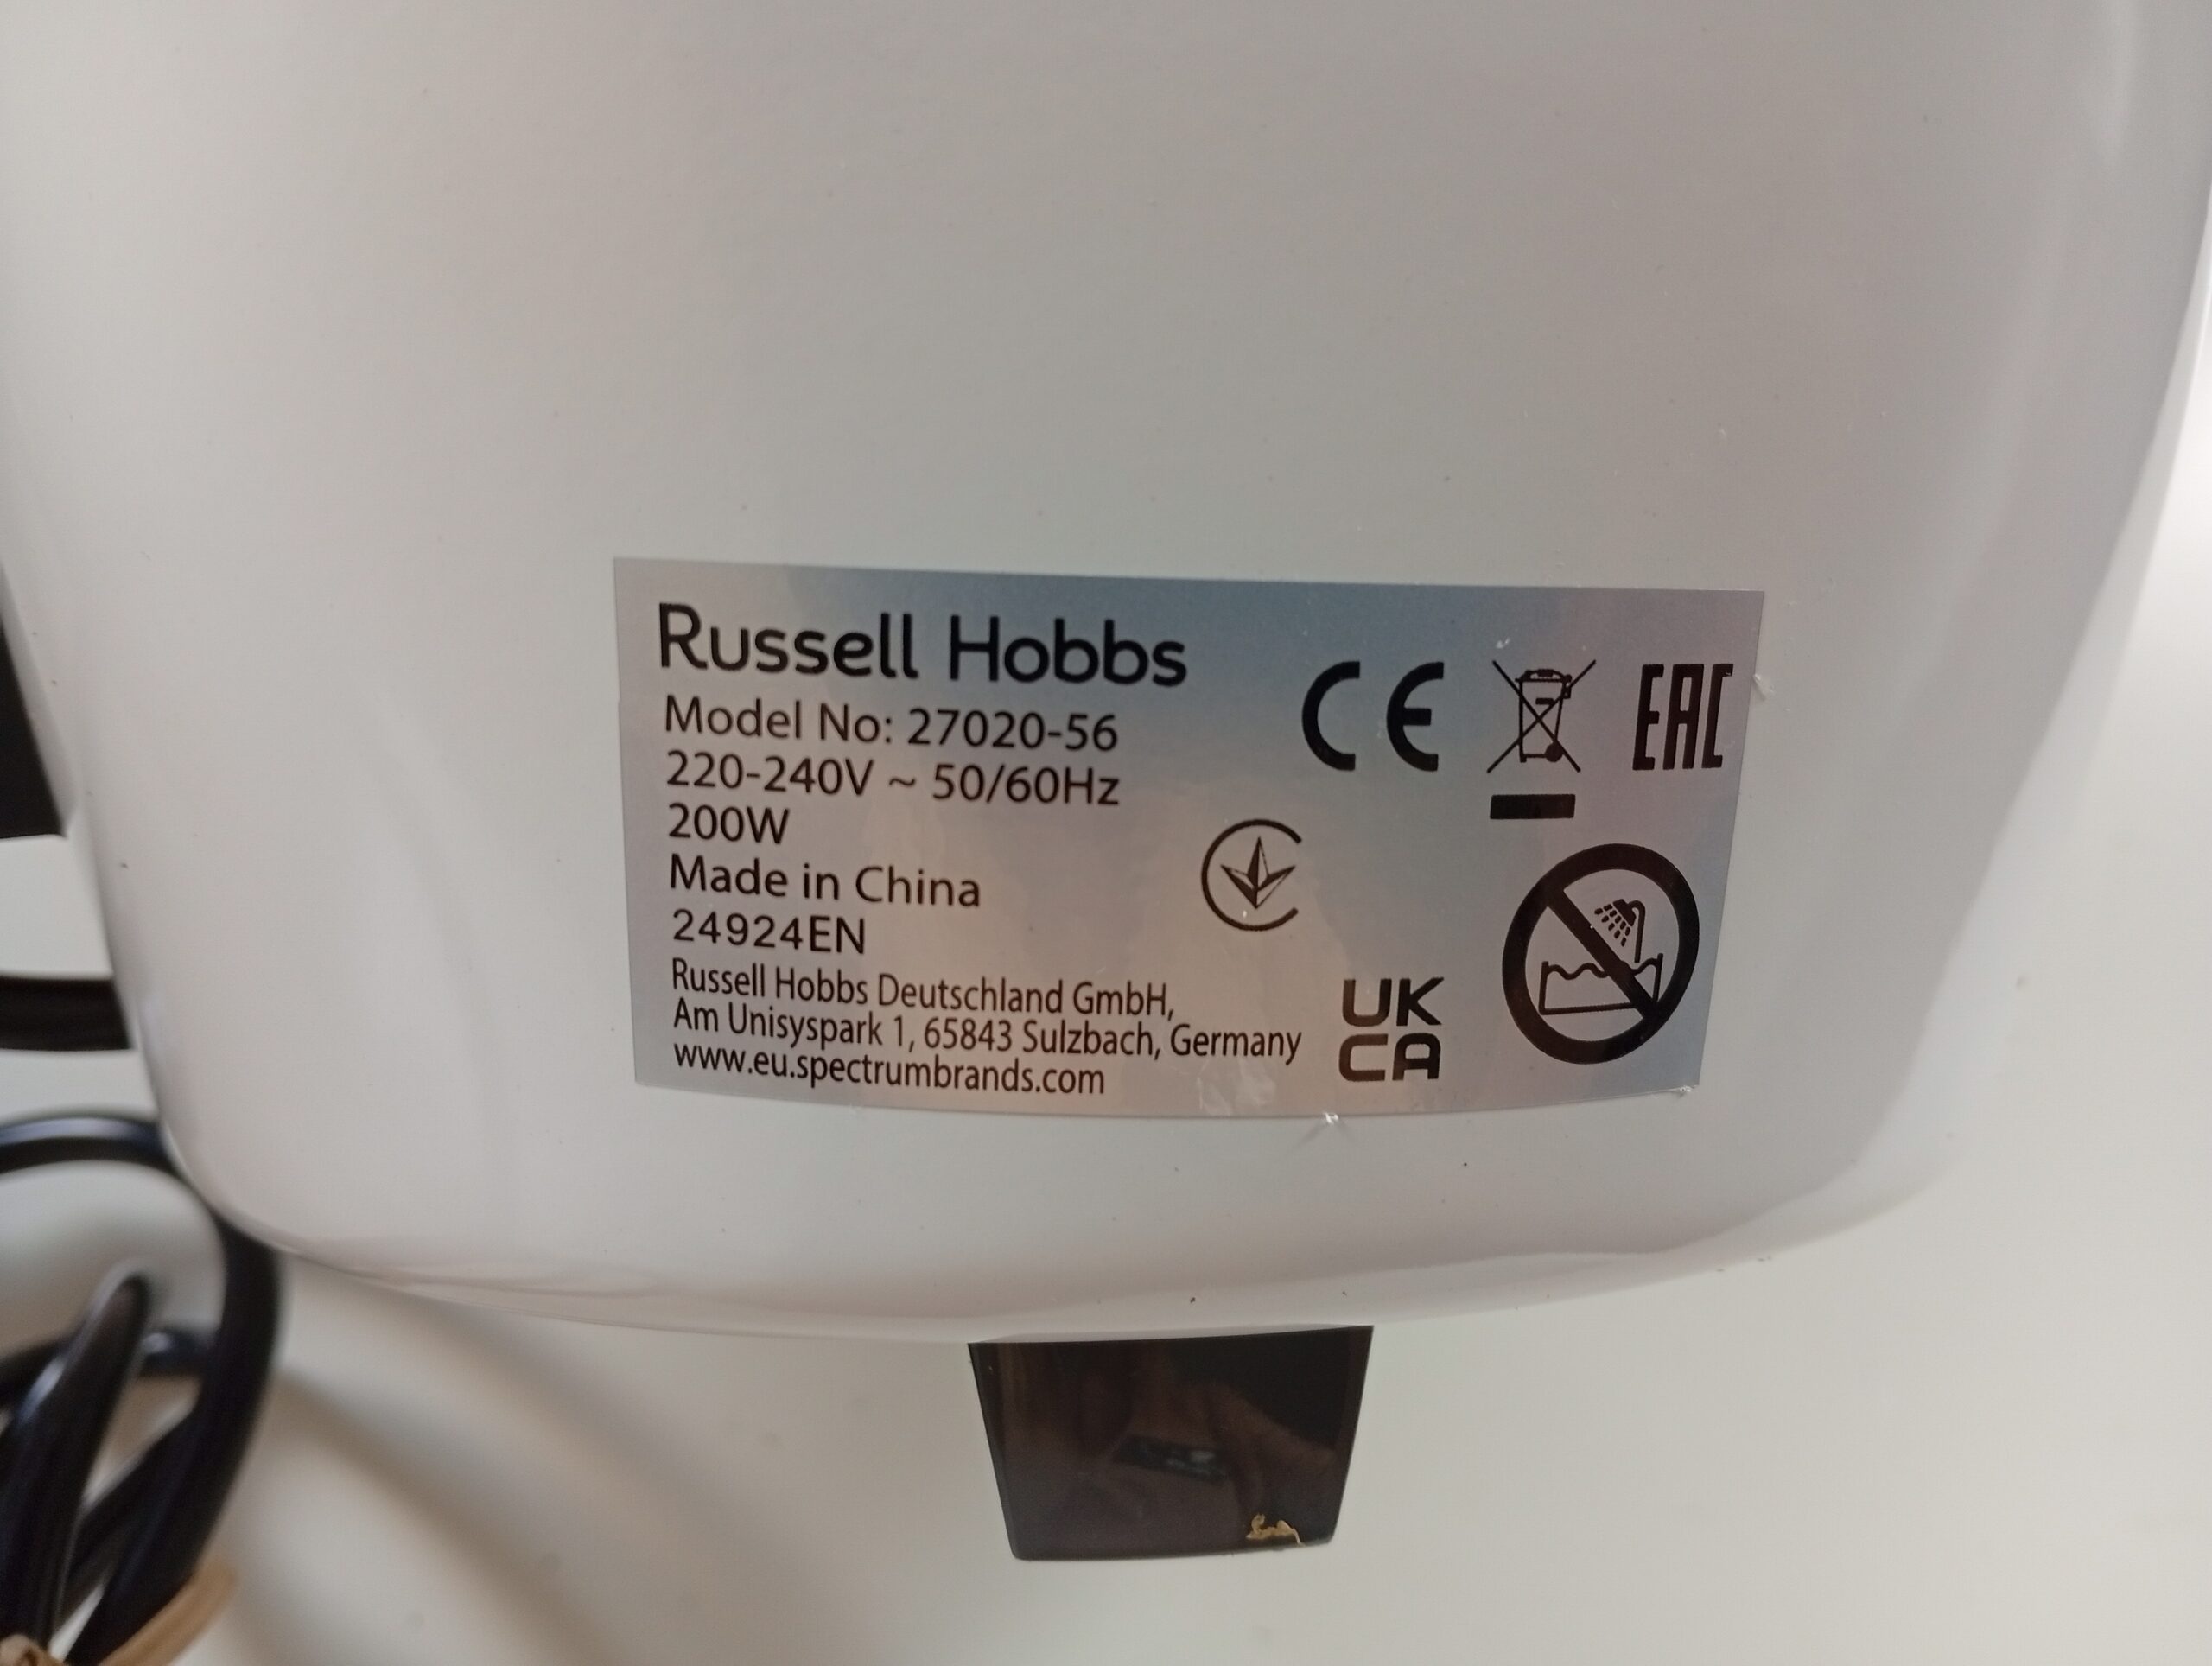 Russell Hobbs
Model No: 27020-56
220-240V ~ 50/60Hz
200W
Made in China
24924EN
Russell Hobbs Deutschland GmbH,
Am Unisyspark 1, 65843 Sulzbach, Germany
www.eu.spectrumbrands.com
CE
EAC
UK
CA